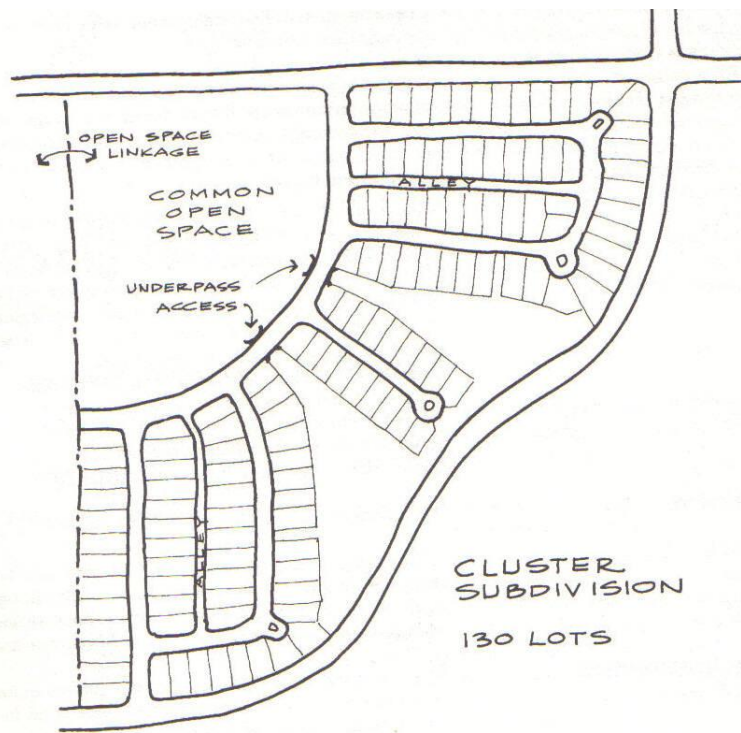 OPEN SPACE
LINKAGE
COMMON
OPEN
SPACE
ALLEY
UNDERPASS
ACCESS
ALLEY
CLUSTER
SUBDIVISION
130 LOTS